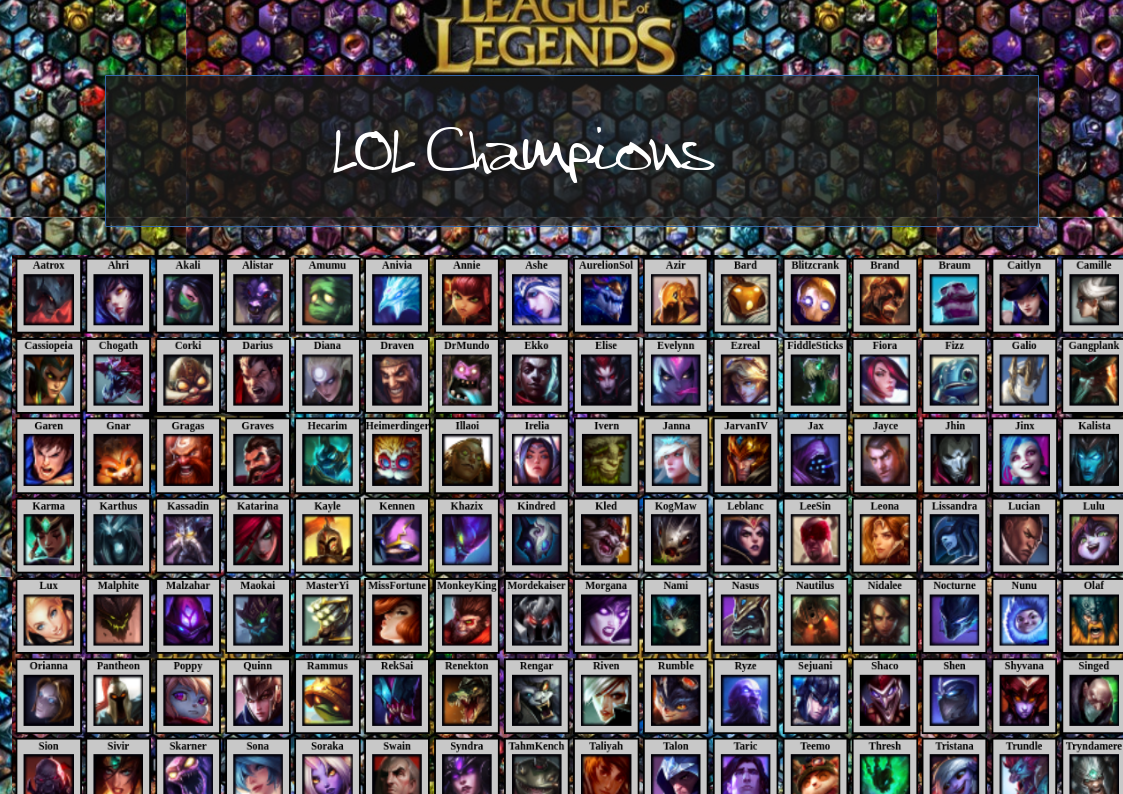 LEAGUE of
LEGENDS
LOL Champions
Aatrox Ahri Akali Alistar Amumu Anivia Annie Ashe AurelionSol Azir Bard Blitzcrank Brand Braum Caitlyn Camille
Cassiopeia Chogath Corki Darius Diana Draven DrMundo Ekko Elise Evelynn Ezreal FiddleSticks Fiora Fizz Galio Gangplank
Garen Gnar Gragas Graves Hecarim Heimerdinger Illaoi Irelia Ivern Janna JarvanIV Jax Jayce Jhin Jinx Kalista
Karma Karthus Kassadin Katarina Kayle Kennen Khazix Kindred Kled KogMaw Leblanc LeeSin Leona Lissandra Lucian Lulu
Lux Malphite Malzahar Maokai MasterYi MissFortune MonkeyKing Mordekaiser Morgana Nami Nasus Nautilus Nidalee Nocturne Nunu Olaf
Orianna Pantheon Poppy Quinn Rammus RekSai Renekton Rengar Riven Rumble Ryze Sejuani Shaco Shen Shyvana Singed
Sion Sivir Skarner Sona Soraka Swain Syndra TahmKench Taliyah Talon Taric Teemo Thresh Tristana Trundle Tryndamere